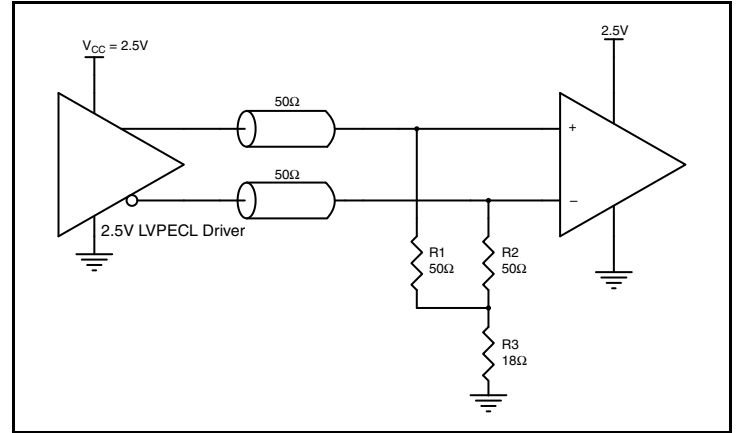 2.5V
V_CC = 2.5V
50Ω
+
50Ω
−
2.5V LVPECL Driver
R1
50Ω
R2
50Ω
R3
18Ω